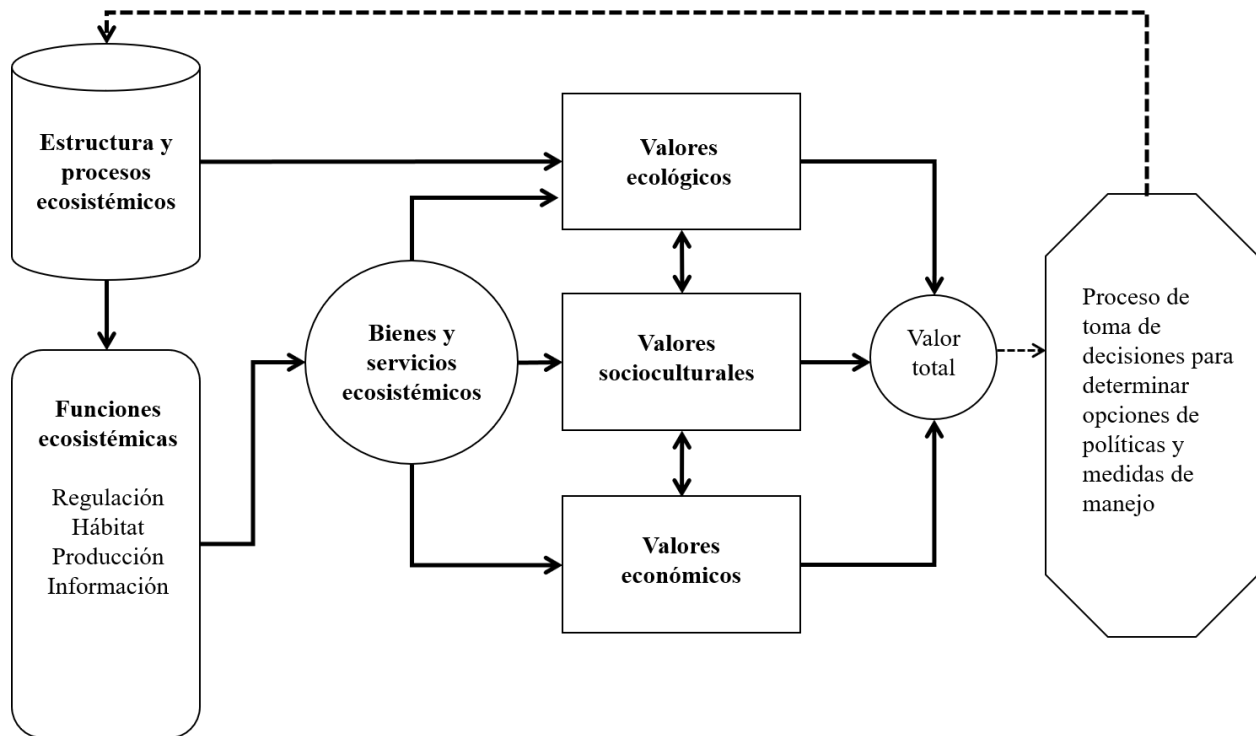 Estructura y
procesos
ecosistémicos
Funciones
ecosistémicas
Regulación
Hábitat
Producción
Información
Bienes y
servicios
ecosistémicos
Valores
ecológicos
Valores
socioculturales
Valores
económicos
Valor
total
Proceso de
toma de
decisiones para
determinar
opciones de
políticas y
medidas de
manejo